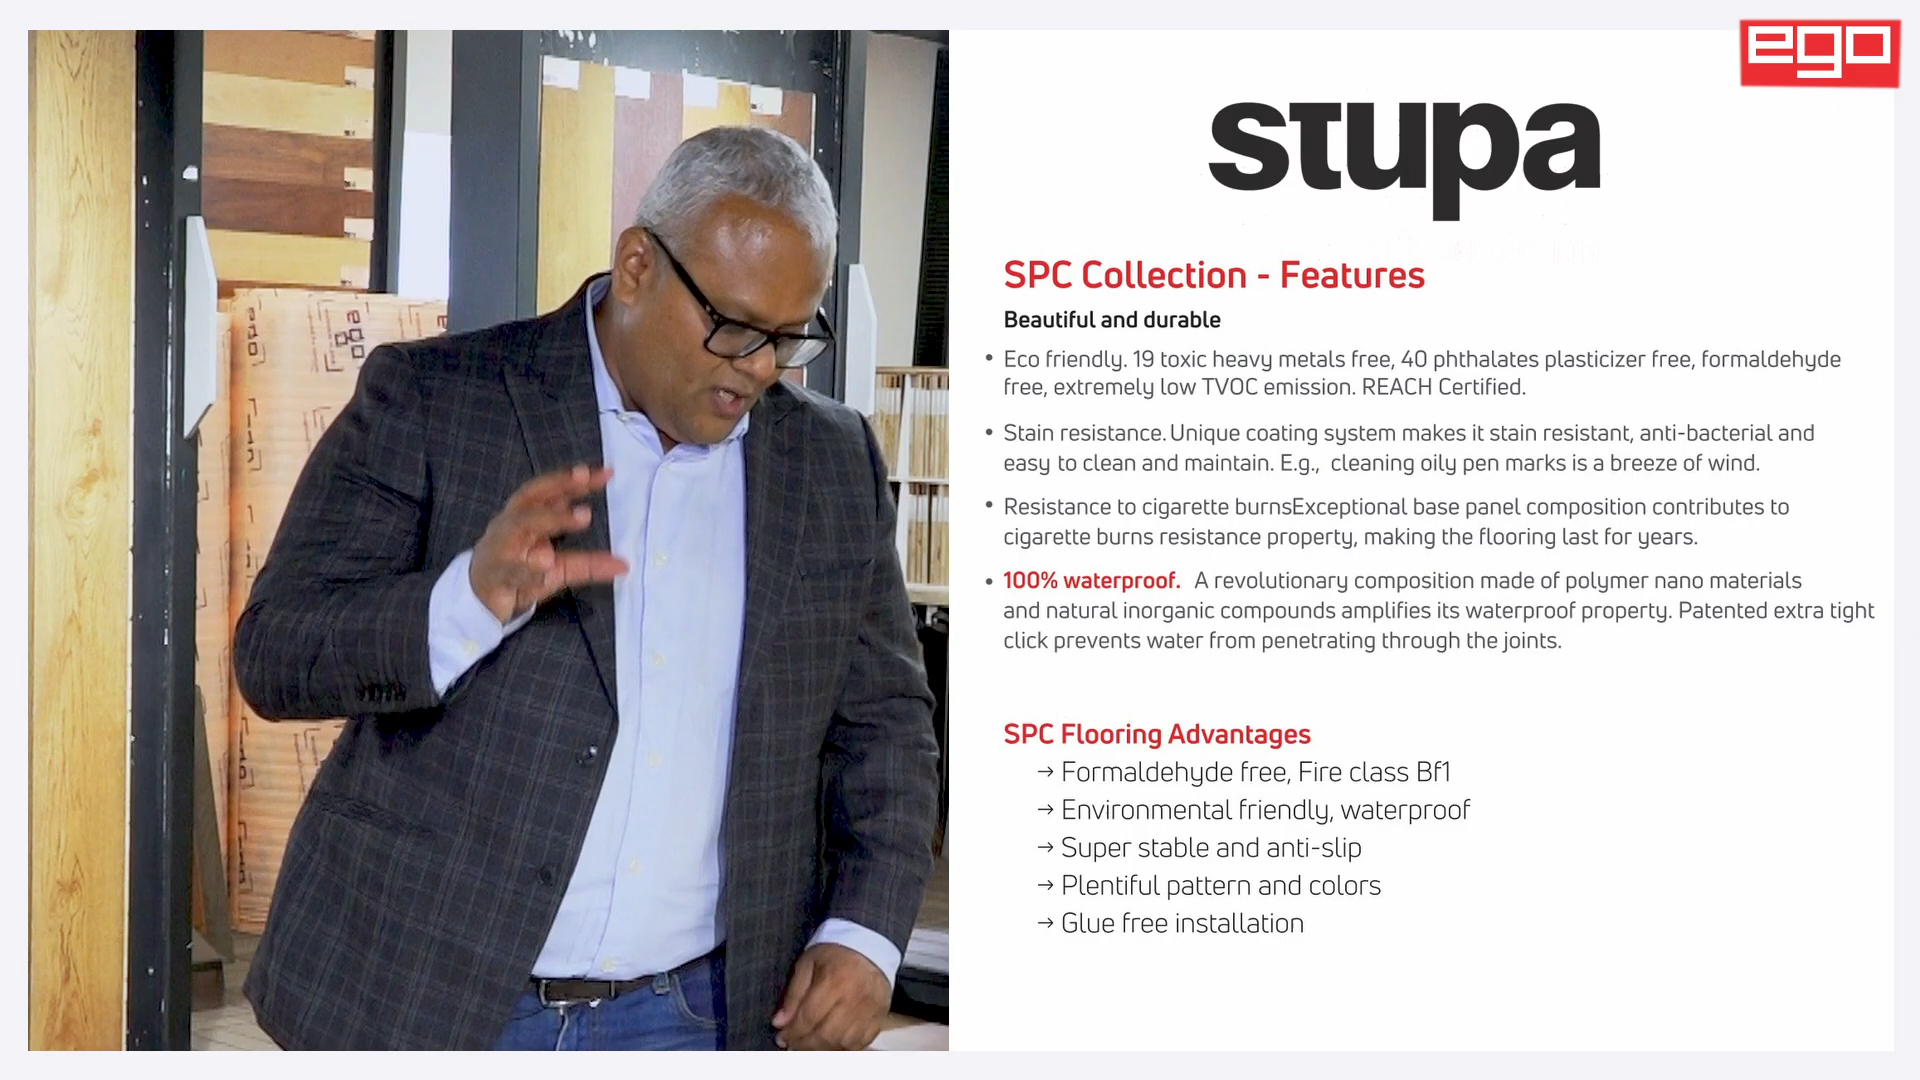 ego
stupa
SPC Collection - Features
Beautiful and durable
• Eco friendly. 19 toxic heavy metals free, 40 phthalates plasticizer free, formaldehyde
free, extremely low TVOC emission. REACH Certified.
• Stain resistance. Unique coating system makes it stain resistant, anti-bacterial and
easy to clean and maintain. E.g., cleaning oily pen marks is a breeze of wind.
• Resistance to cigarette burnsExceptional base panel composition contributes to
cigarette burns resistance property, making the flooring last for years.
• 100% waterproof. A revolutionary composition made of polymer nano materials
and natural inorganic compounds amplifies its waterproof property. Patented extra tight
click prevents water from penetrating through the joints.
SPC Flooring Advantages
→ Formaldehyde free, Fire class Bf1
→ Environmental friendly, waterproof
→ Super stable and anti-slip
→ Plentiful pattern and colors
→ Glue free installation
ego